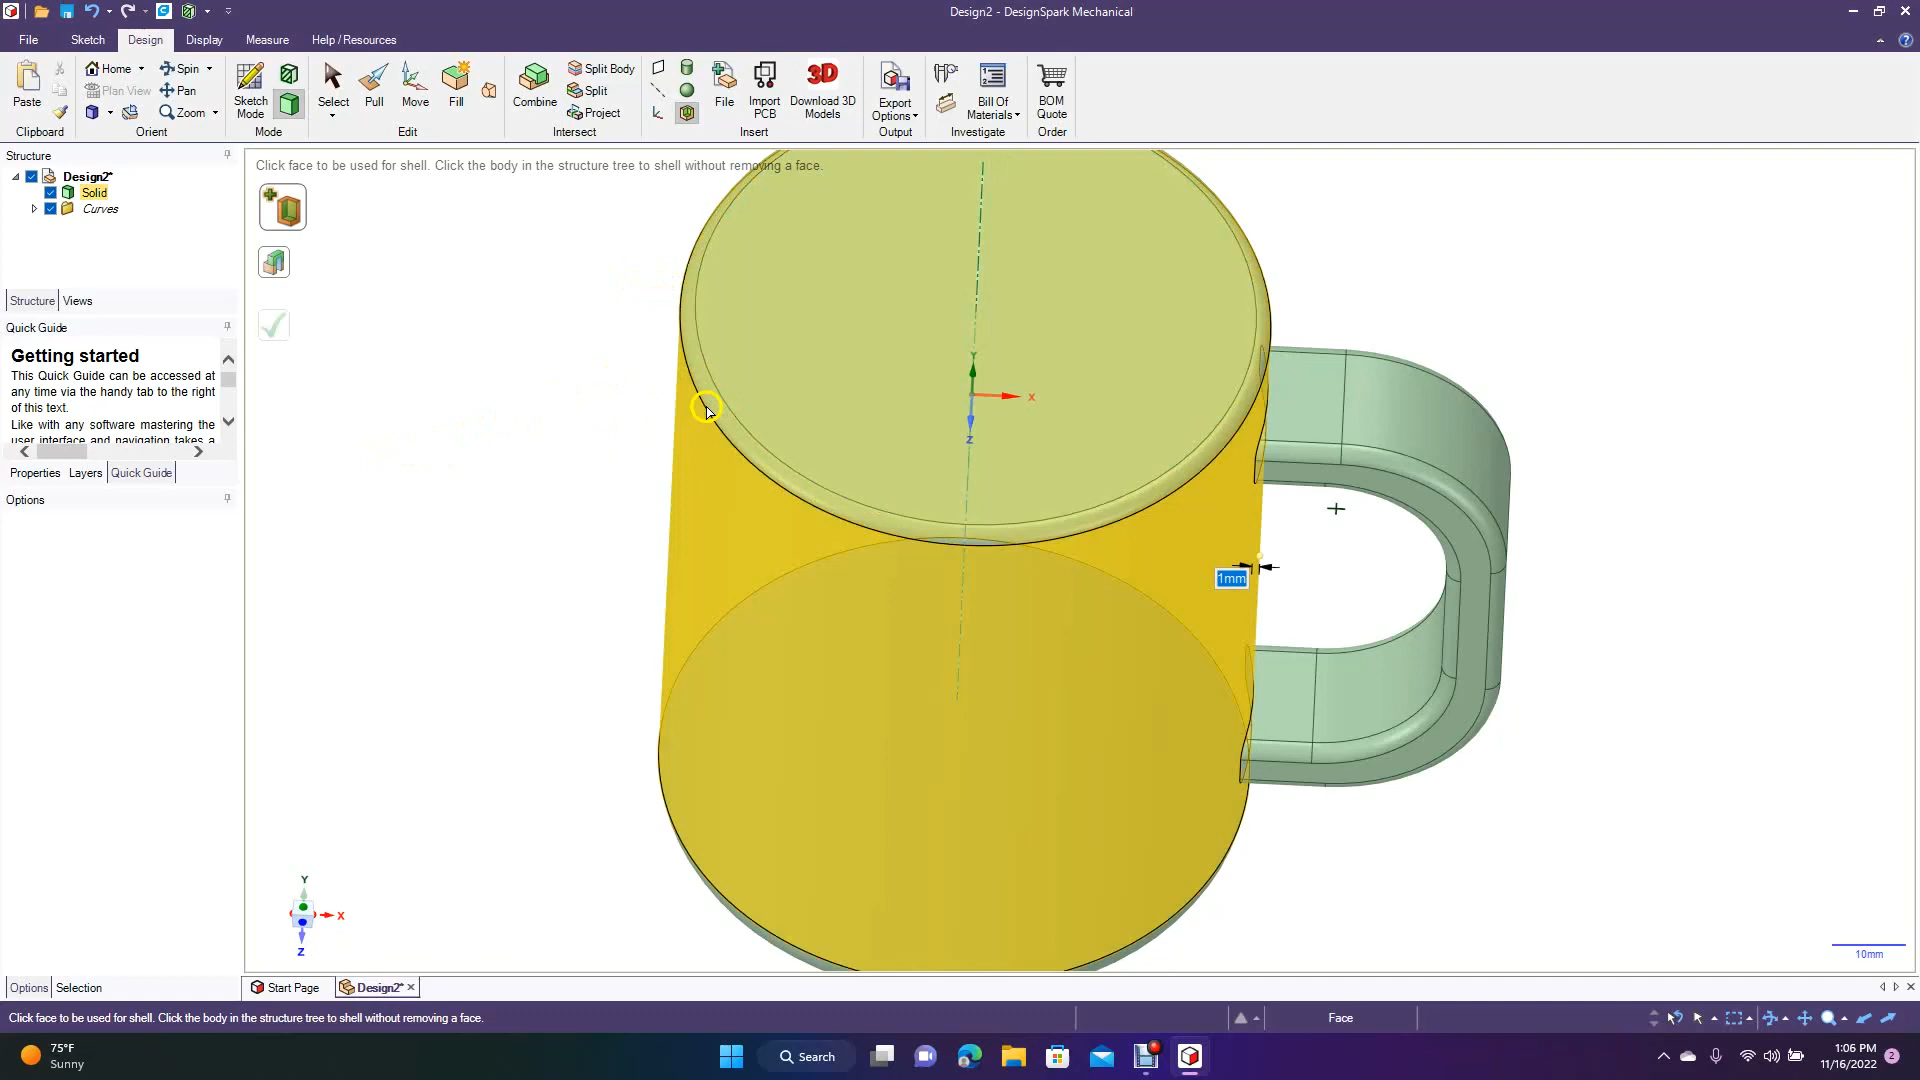 Design2 - DesignSpark Mechanical
File Sketch Design Display Measure Help / Resources
Paste
Clipboard
Home Spin
Plan View Pan
Zoom
Orient
Sketch Mode
Mode
Select Pull Move Fill
Edit
Combine
Split Body
Split
Project
Intersect
File Import PCB Download 3D Models
3D
Insert
Export Options
Output
Bill Of Materials
Investigate
BOM Quote
Order
Structure
Design2*
Solid
Curves
Structure Views
Quick Guide
Getting started
This Quick Guide can be accessed at
any time via the handy tab to the right
of this text.
Like with any software mastering the
user interface and navigation takes a
Properties Layers Quick Guide
Options
Options Selection
Click face to be used for shell. Click the body in the structure tree to shell without removing a face.
Y
X
Z
1mm
Y
X
Z
10mm
Start Page Design2*
Click face to be used for shell. Click the body in the structure tree to shell without removing a face.
Face
75°F
Sunny
Search
1:06 PM
11/16/2022
2